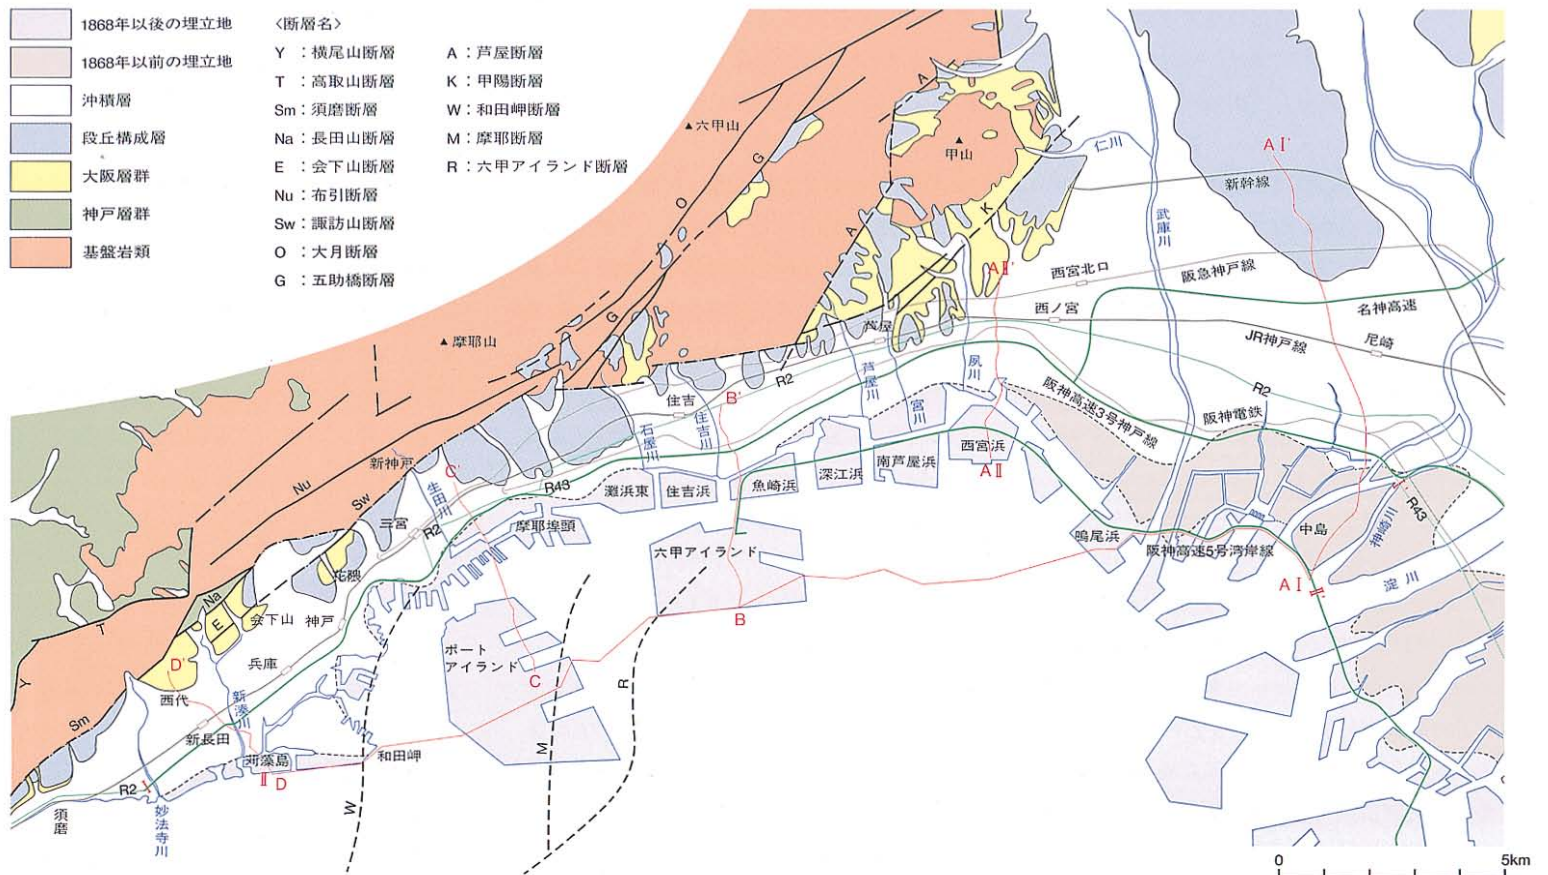 1868年以後の埋立地
1868年以前の埋立地
沖積層
段丘構成層
大阪層群
神戸層群
基盤岩類
<断層名>
Y：横尾山断層
T：高取山断層
Sm：須磨断層
Na：長田山断層
E：会下山断層
Nu：布引断層
Sw：諏訪山断層
O：大月断層
G：五助橋断層
A：芦屋断層
K：甲陽断層
W：和田岬断層
M：摩耶断層
R：六甲アイランド断層
▲六甲山
▲摩耶山
▲
甲山
A
A
K
G
G
O
Nu
Sw
Na
E
T
Y
Sm
W
M
R
仁川
武庫川
新幹線
AⅠ'
AⅡ'
西宮北口
阪急神戸線
西ノ宮
名神高速
JR神戸線
尼崎
芦屋
芦屋川
宮川
夙川
R2
R2
阪神高速3号神戸線
阪神電鉄
住吉
B'
住吉川
石屋川
新神戸
C'
生田川
三宮
R2
R43
灘浜東
住吉浜
魚崎浜
深江浜
南芦屋浜
西宮浜
AⅡ
摩耶埠頭
六甲アイランド
鳴尾浜
阪神高速5号湾岸線
中島
神崎川
R43
淀川
AⅠ
B
花隈
会下山
神戸
兵庫
D'
西代
新湊川
新長田
苅藻島
D
和田岬
ポート
アイランド
C
R2
須磨
妙法寺川
0
5km